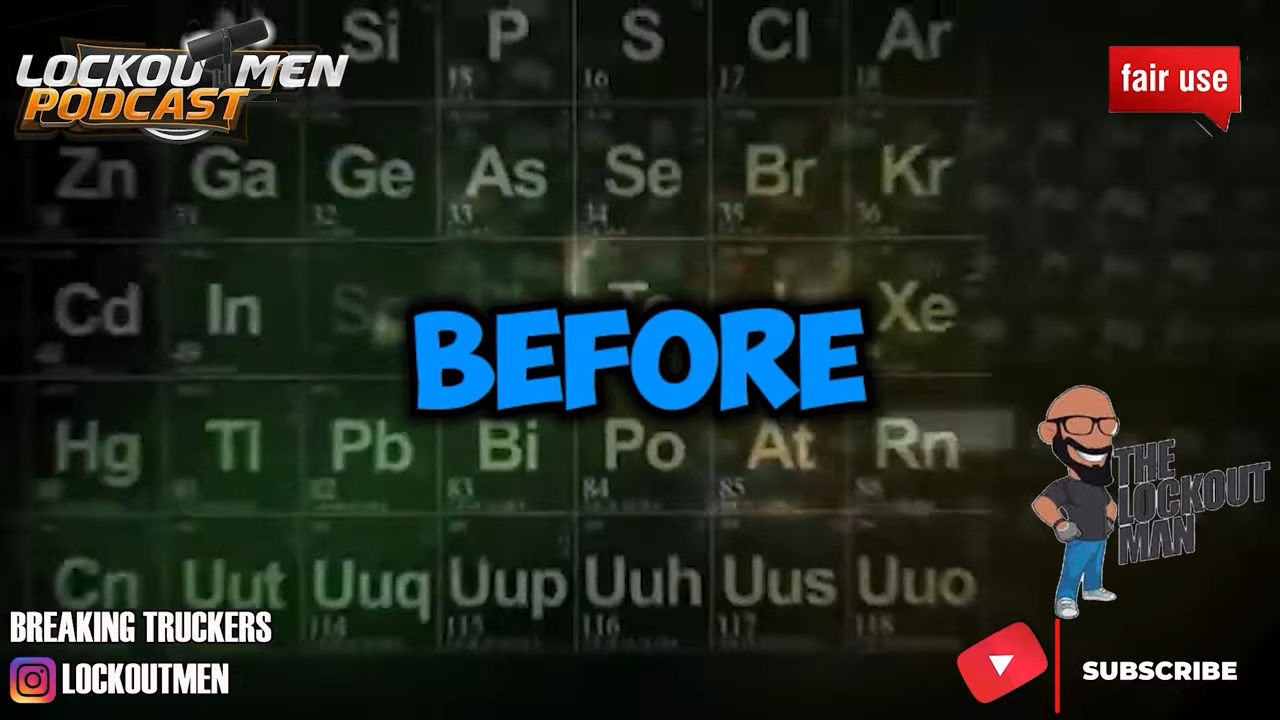 LOCKOUTMEN
PODCAST
fair use
Si P S Cl Ar
15 16 17 18
Zn Ga Ge As Se Br Kr
31 32 33 34 35 36
Cd In Xe
BEFORE
Hg Tl Pb Bi Po At Rn
83 84 85
Cn Uut Uuq Uup Uuh Uus Uuo
114 115 116 117 118
THE
LOCKOUT
MAN
BREAKING TRUCKERS
LOCKOUTMEN
SUBSCRIBE